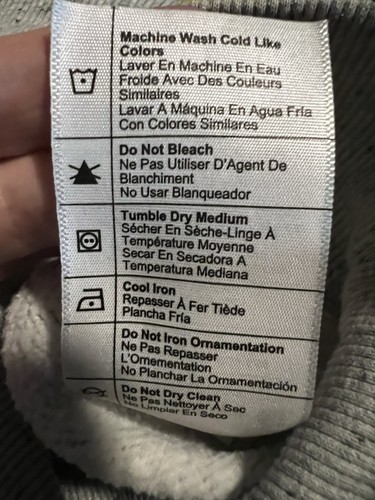 Machine Wash Cold Like
Colors
Laver En Machine En Eau
Froide Avec Des Couleurs
Similaires
Lavar A Máquina En Agua Fría
Con Colores Similares
Do Not Bleach
Ne Pas Utiliser D'Agent De
Blanchiment
No Usar Blanqueador
Tumble Dry Medium
Sécher En Sèche-Linge À
Température Moyenne
Secar En Secadora A
Temperatura Mediana
Cool Iron
Repasser À Fer Tiède
Plancha Fría
Do Not Iron Ornamentation
Ne Pas Repasser
L'Ornementation
No Planchar La Ornamentación
Do Not Dry Clean
Ne Pas Nettoyer À Sec
No Limpiar En Seco